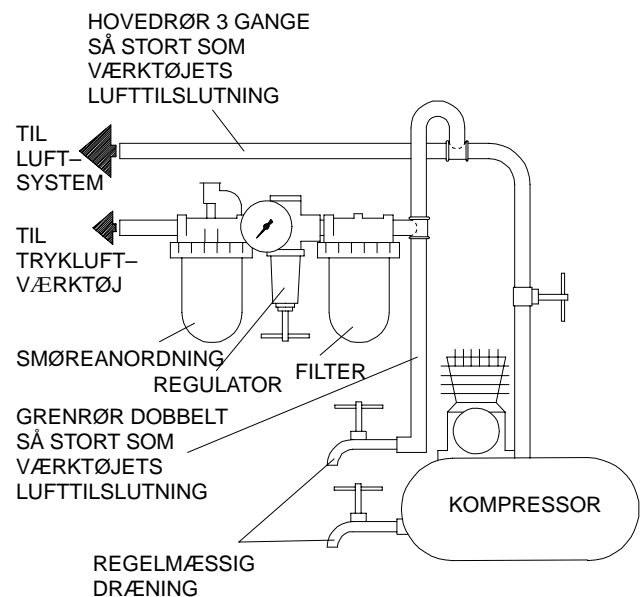 HOVEDRØR 3 GANGE
SÅ STORT SOM
VÆRKTØJETS
LUFTTILSLUTNING
TIL
LUFT–
SYSTEM
TIL
TRYKLUFT–
VÆRKTØJ
SMØREANORDNING
REGULATOR
FILTER
GRENRØR DOBBELT
SÅ STORT SOM
VÆRKTØJETS
LUFTTILSLUTNING
KOMPRESSOR
REGELMÆSSIG
DRÆNING